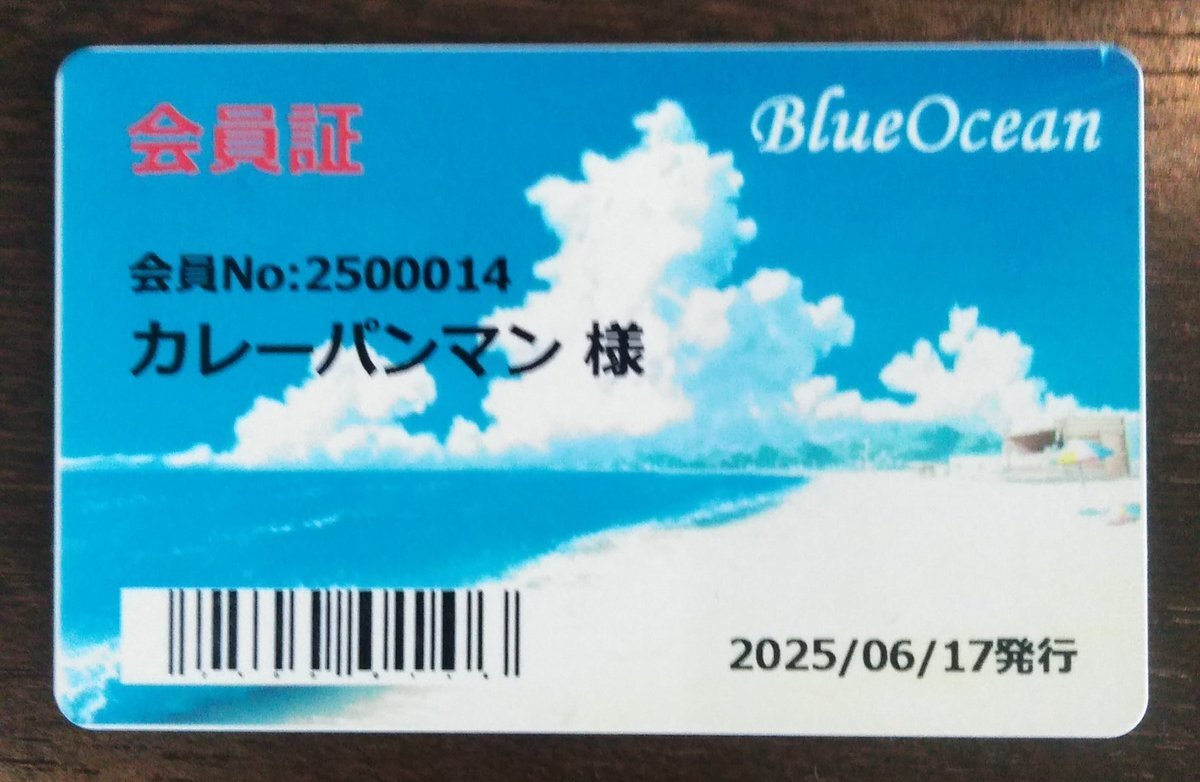 会員証
BlueOcean
会員No:2500014
カレーパンマン 様
2025/06/17発行